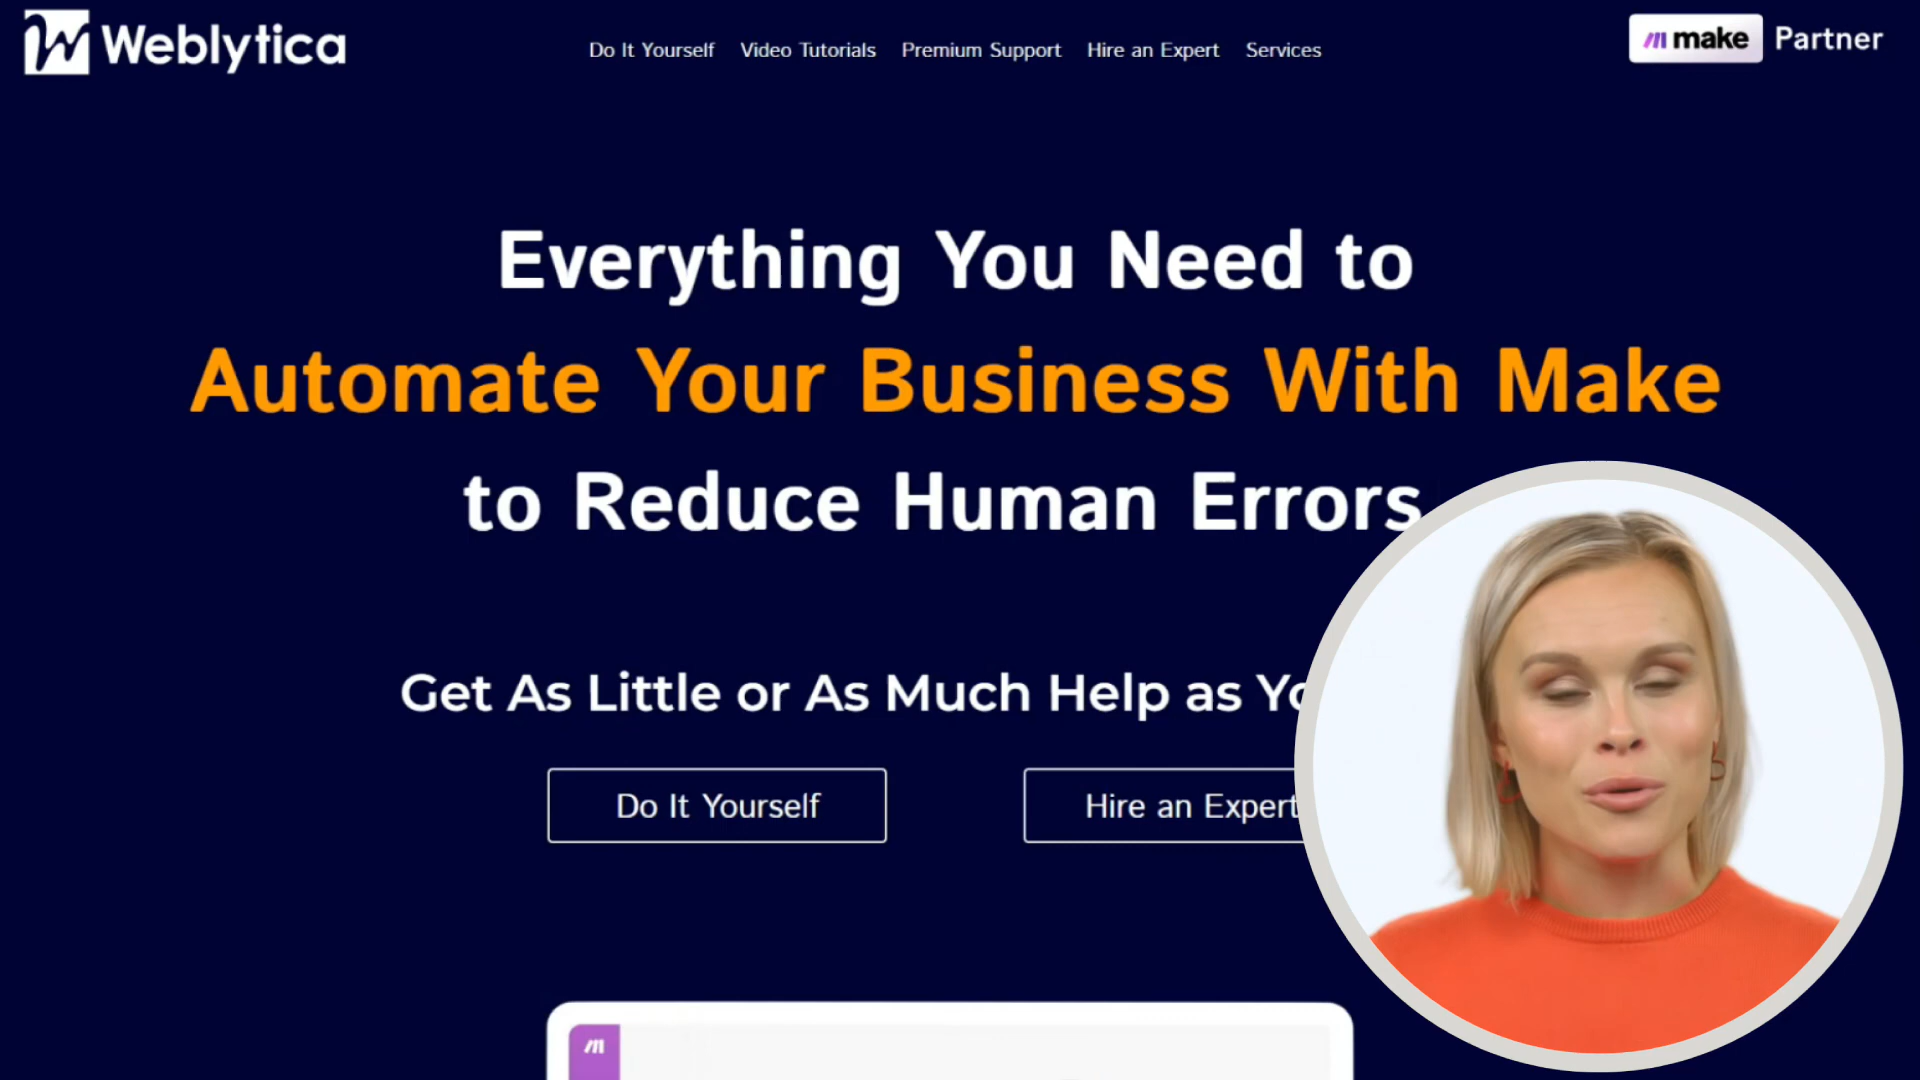 Weblytica
Do It Yourself
Video Tutorials
Premium Support
Hire an Expert
Services
make Partner
Everything You Need to
Automate Your Business With Make
to Reduce Human Errors
Get As Little or As Much Help as
Do It Yourself
Hire an Expert